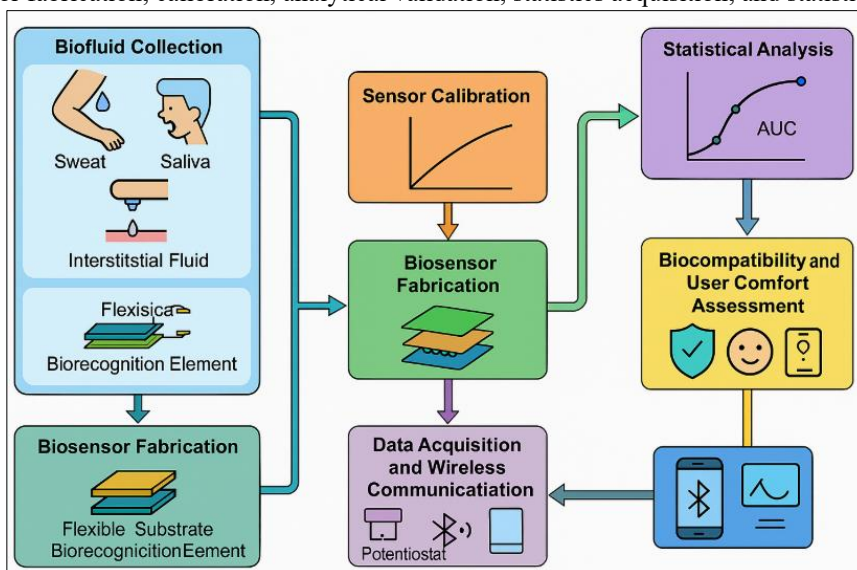 Biofluid Collection
Sweat
Saliva
Interstitstial Fluid
Flexisica
Biorecognition Element
Biosensor Fabrication
Flexible Substrate
BiorecognicitionEement
Sensor Calibration
Biosensor
Fabrication
Data Acquisition
and Wireless
Communicatiation
Potentiostat
Statistical Analysis
AUC
Biocompatibility and
User Comfort
Assessment